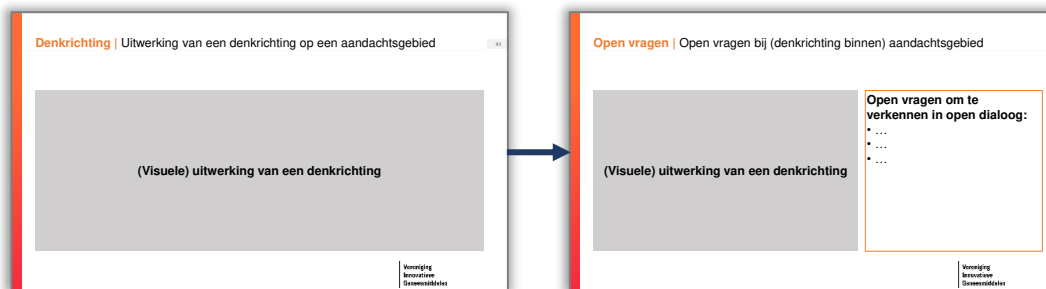 Denkrichting | Uitwerking van een denkrichting op een aandachtsgebied
(Visuele) uitwerking van een denkrichting
Vereniging
Innovatieve
Geneesmiddelen
Open vragen | Open vragen bij (denkrichting binnen) aandachtsgebied
(Visuele) uitwerking van een denkrichting
Open vragen om te
verkennen in open dialoog:
• …
• …
• …
Vereniging
Innovatieve
Geneesmiddelen